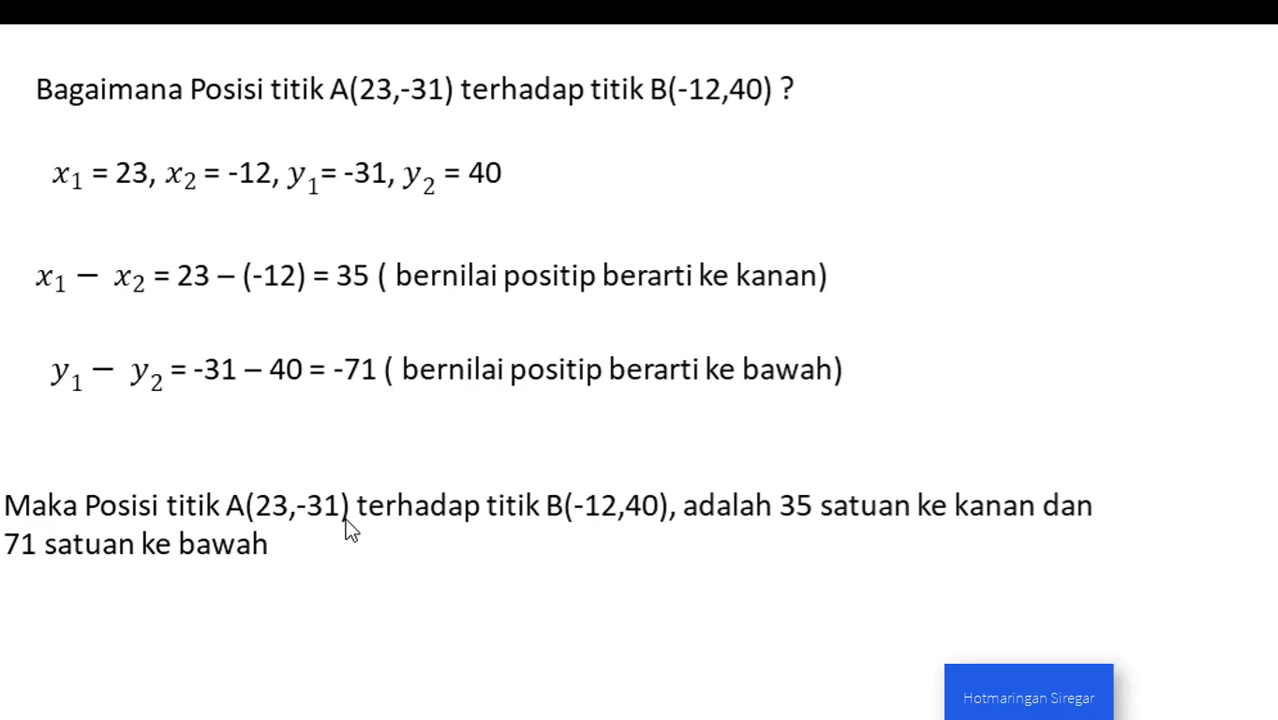 Bagaimana Posisi titik A(23,-31) terhadap titik B(-12,40) ?
x₁ = 23, x₂ = -12, y₁= -31, y₂ = 40
x₁ − x₂ = 23 – (-12) = 35 ( bernilai positip berarti ke kanan)
y₁ − y₂ = -31 – 40 = -71 ( bernilai positip berarti ke bawah)
Maka Posisi titik A(23,-31) terhadap titik B(-12,40), adalah 35 satuan ke kanan dan
71 satuan ke bawah
Hotmaringan Siregar